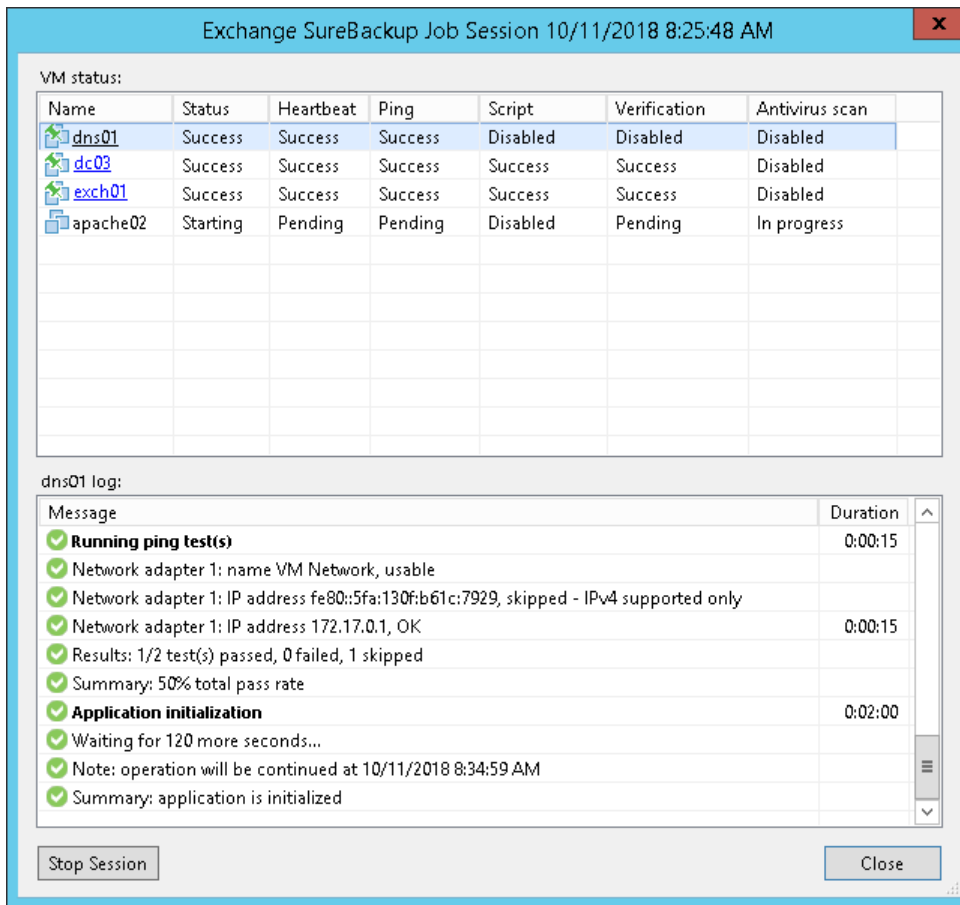 Exchange SureBackup Job Session 10/11/2018 8:25:48 AM
x
VM status:
Name Status Heartbeat Ping Script Verification Antivirus scan
dns01 Success Success Success Disabled Disabled Disabled
dc03 Success Success Success Success Success Disabled
exch01 Success Success Success Success Success Disabled
apache02 Starting Pending Pending Disabled Pending In progress
dns01 log:
Message Duration
Running ping test(s) 0:00:15
Network adapter 1: name VM Network, usable
Network adapter 1: IP address fe80::5fa:130f:b61c:7929, skipped - IPv4 supported only
Network adapter 1: IP address 172.17.0.1, OK 0:00:15
Results: 1/2 test(s) passed, 0 failed, 1 skipped
Summary: 50% total pass rate
Application initialization 0:02:00
Waiting for 120 more seconds...
Note: operation will be continued at 10/11/2018 8:34:59 AM
Summary: application is initialized
Stop Session Close